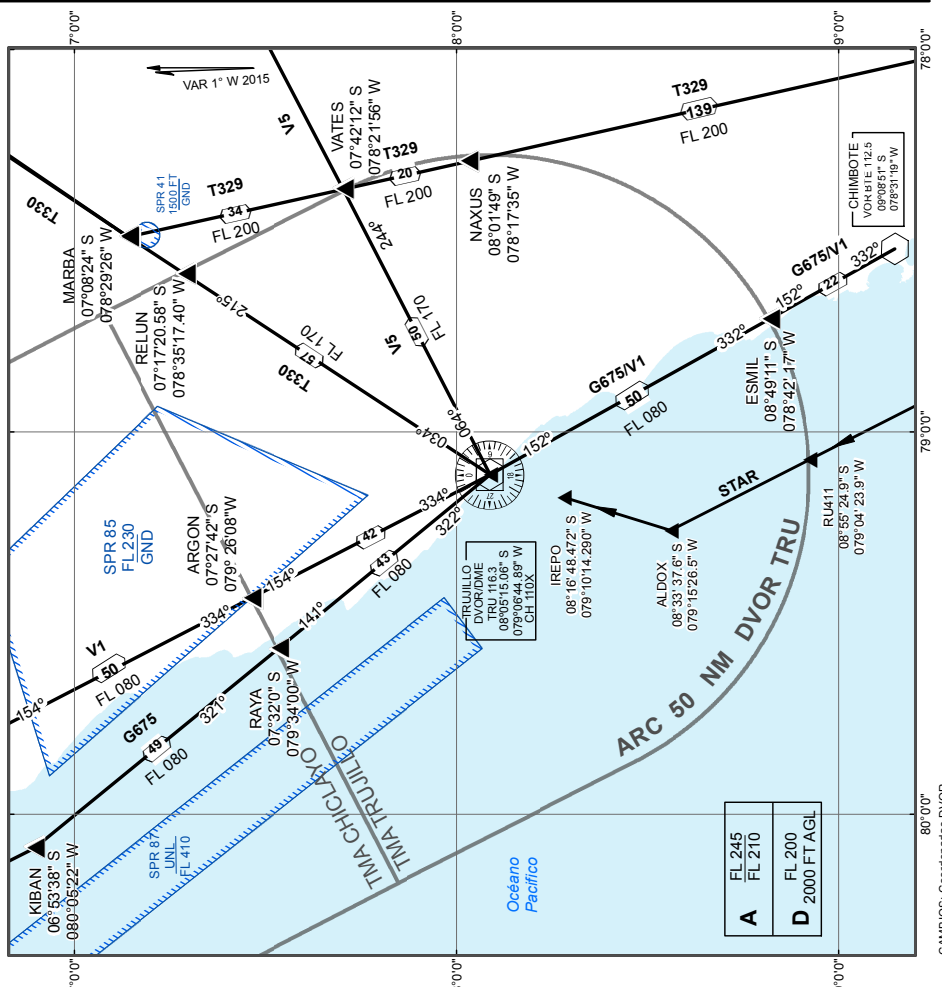 7°0'0"
8°0'0"
9°0'0"
78°0'0"
VAR 1° W 2015
V5
T330
MARBA
07°08'24" S
078°29'26" W
SPR 41
1500 FT
GND
T329
34
FL 200
VATES
07°42'12" S
078°21'56" W
T329
20
FL 200
NAXUS
08°01'49" S
078°17'35" W
T329
139
FL 200
RELUN
07°17'20.58" S
078°35'17.40" W
215°
57
FL 170
T330
034°
244°
50
FL 170
V5
064°
CHIMBOTE
VOR BTE 112.5
09°08'51" S
078°31'19" W
G675/V1
332°
22
152°
ESMIL
08°49'11" S
078°42'17" W
332°
G675/V1
50
FL 080
152°
79°0'0"
SPR 85
FL 230
GND
ARGON
07°27'42" S
079° 26'08"W
334°
42
154°
334°
V1
50
FL 080
154°
322°
43
FL 080
141°
TRUJILLO
DVOR/DME
TRU 116.3
08°05'15.06" S
079°06'44.89" W
CH 110X
0
6
18
21
IREPO
08°16' 48.472" S
079°10'14.290" W
ALDOX
08°33' 37.6" S
079°15'26.5" W
STAR
RU411
08°55' 24.9" S
079°04' 23.9" W
RAYA
07°32'0" S
079°34'00" W
321°
G675
49
FL 080
KIBAN
06°53'38" S
080°05'22" W
SPR 87
UNL
FL 410
TMA CHICLAYO
TMA TRUJILLO
ARC 50 NM DVOR TRU
Océano
Pacífico
80°0'0"
A
FL 245
FL 210
D
FL 200
2000 FT AGL